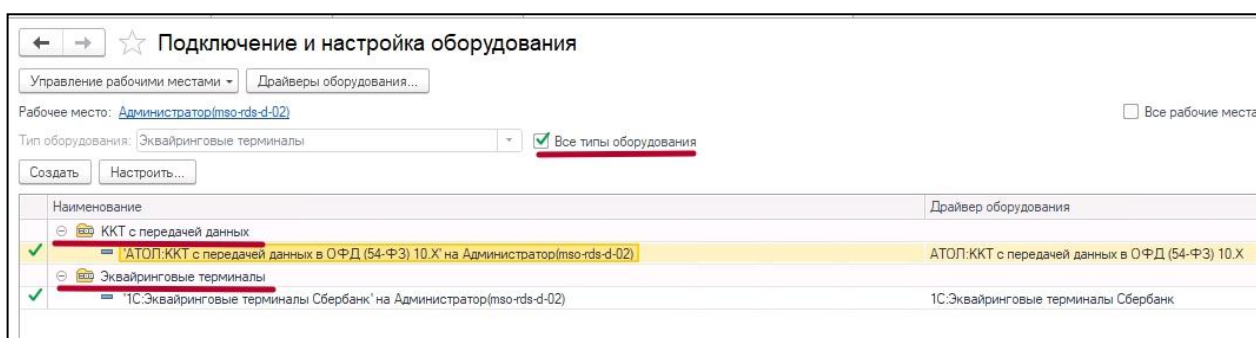 Подключение и настройка оборудования
Управление рабочими местами Драйверы оборудования...
Рабочее место: Администратор(mso-rds-d-02) Все рабочие места
Тип оборудования: Эквайринговые терминалы Все типы оборудования
Создать Настроить...
Наименование Драйвер оборудования
ККТ с передачей данных
'АТОЛ:ККТ с передачей данных в ОФД (54-ФЗ) 10.X' на Администратор(mso-rds-d-02) АТОЛ:ККТ с передачей данных в ОФД (54-ФЗ) 10.X
Эквайринговые терминалы
'1С:Эквайринговые терминалы Сбербанк' на Администратор(mso-rds-d-02) 1С:Эквайринговые терминалы Сбербанк